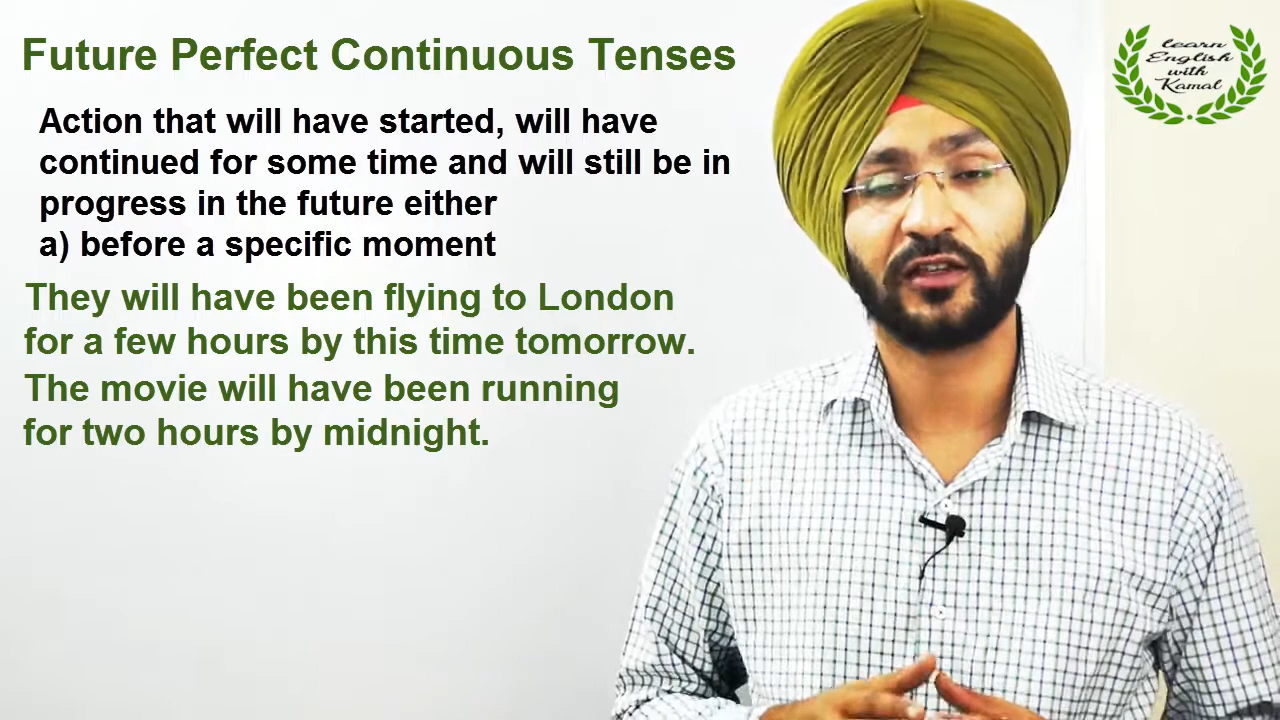 Future Perfect Continuous Tenses
Action that will have started, will have
continued for some time and will still be in
progress in the future either
a) before a specific moment
They will have been flying to London
for a few hours by this time tomorrow.
The movie will have been running
for two hours by midnight.
learn
English
with
Kamal